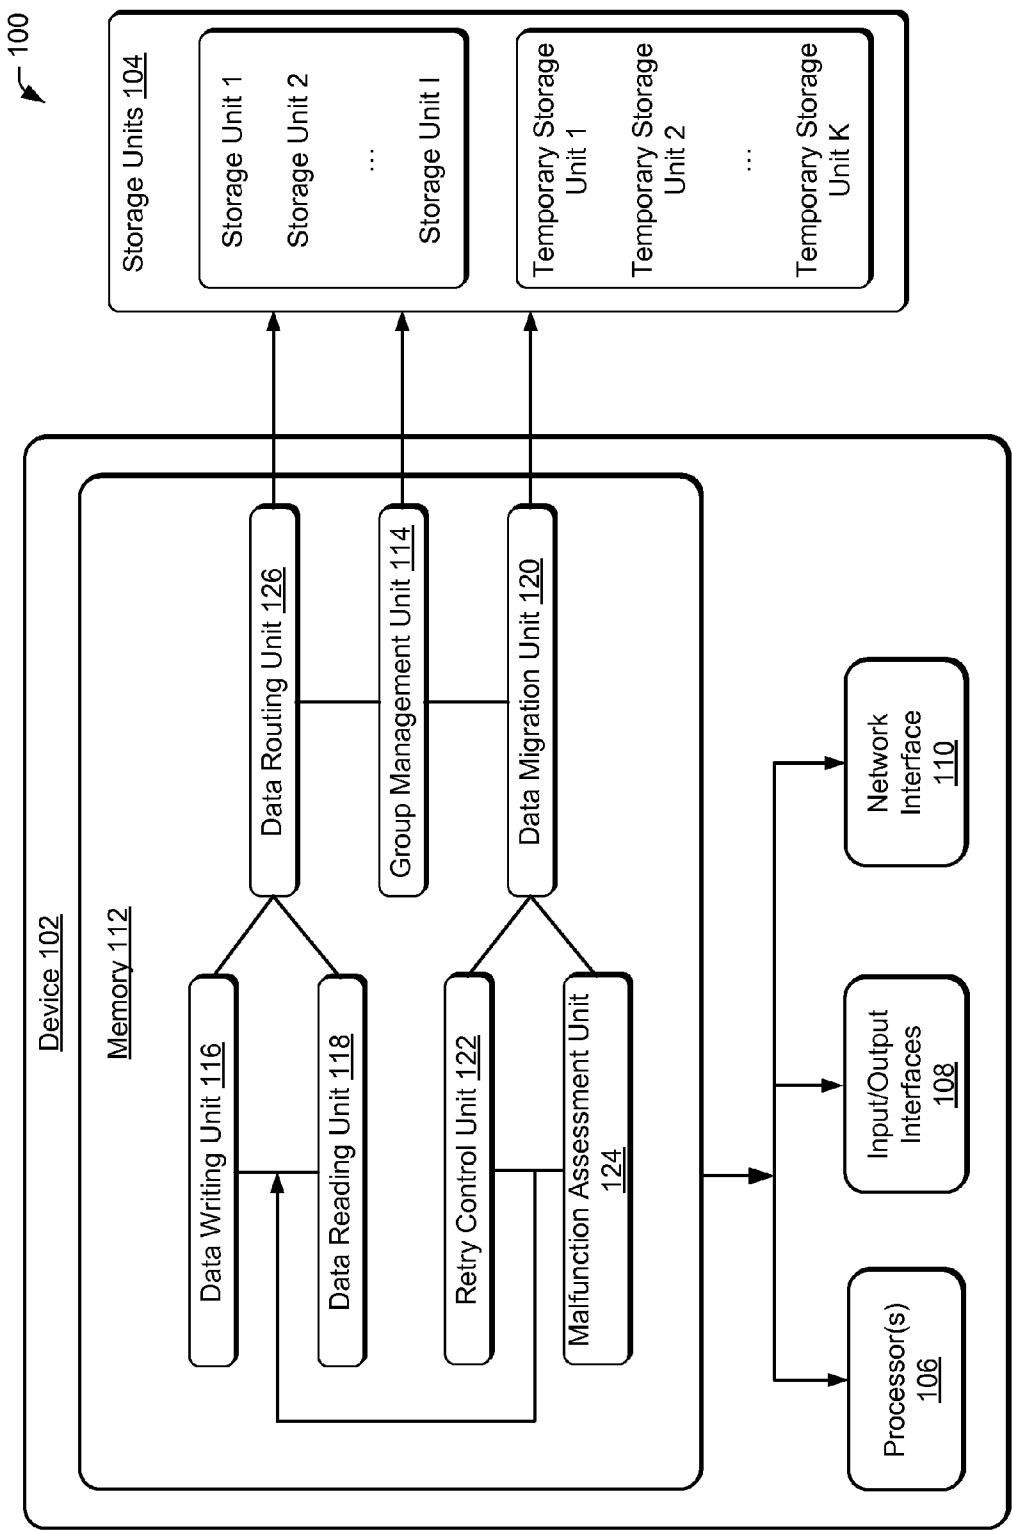 100
Device 102
Memory 112
Data Writing Unit 116
Data Reading Unit 118
Retry Control Unit 122
Malfunction Assessment Unit
124
Data Routing Unit 126
Group Management Unit 114
Data Migration Unit 120
Processor(s)
106
Input/Output
Interfaces
108
Network
Interface
110
Storage Units 104
Storage Unit 1
Storage Unit 2
...
Storage Unit I
Temporary Storage
Unit 1
Temporary Storage
Unit 2
...
Temporary Storage
Unit K